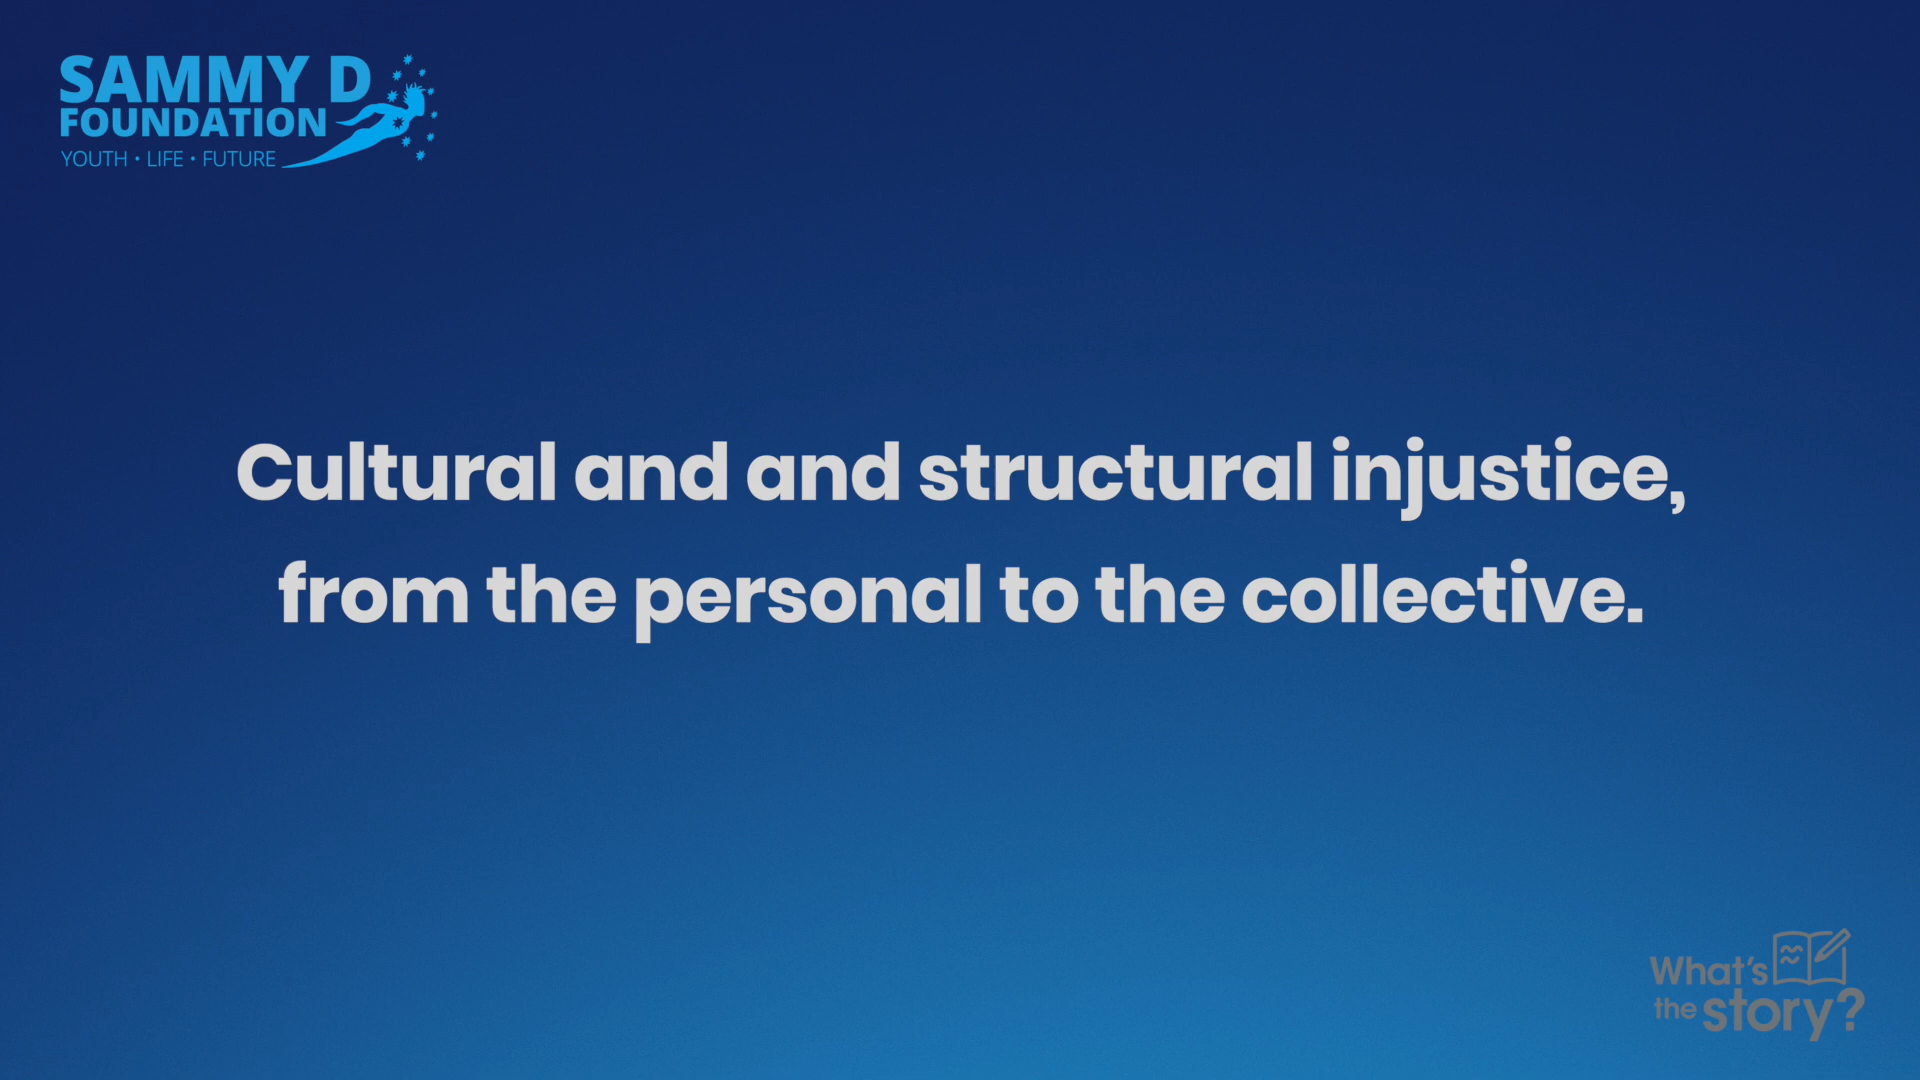 SAMMY D
FOUNDATION
YOUTH • LIFE • FUTURE
Cultural and and structural injustice,
from the personal to the collective.
What's
the story?